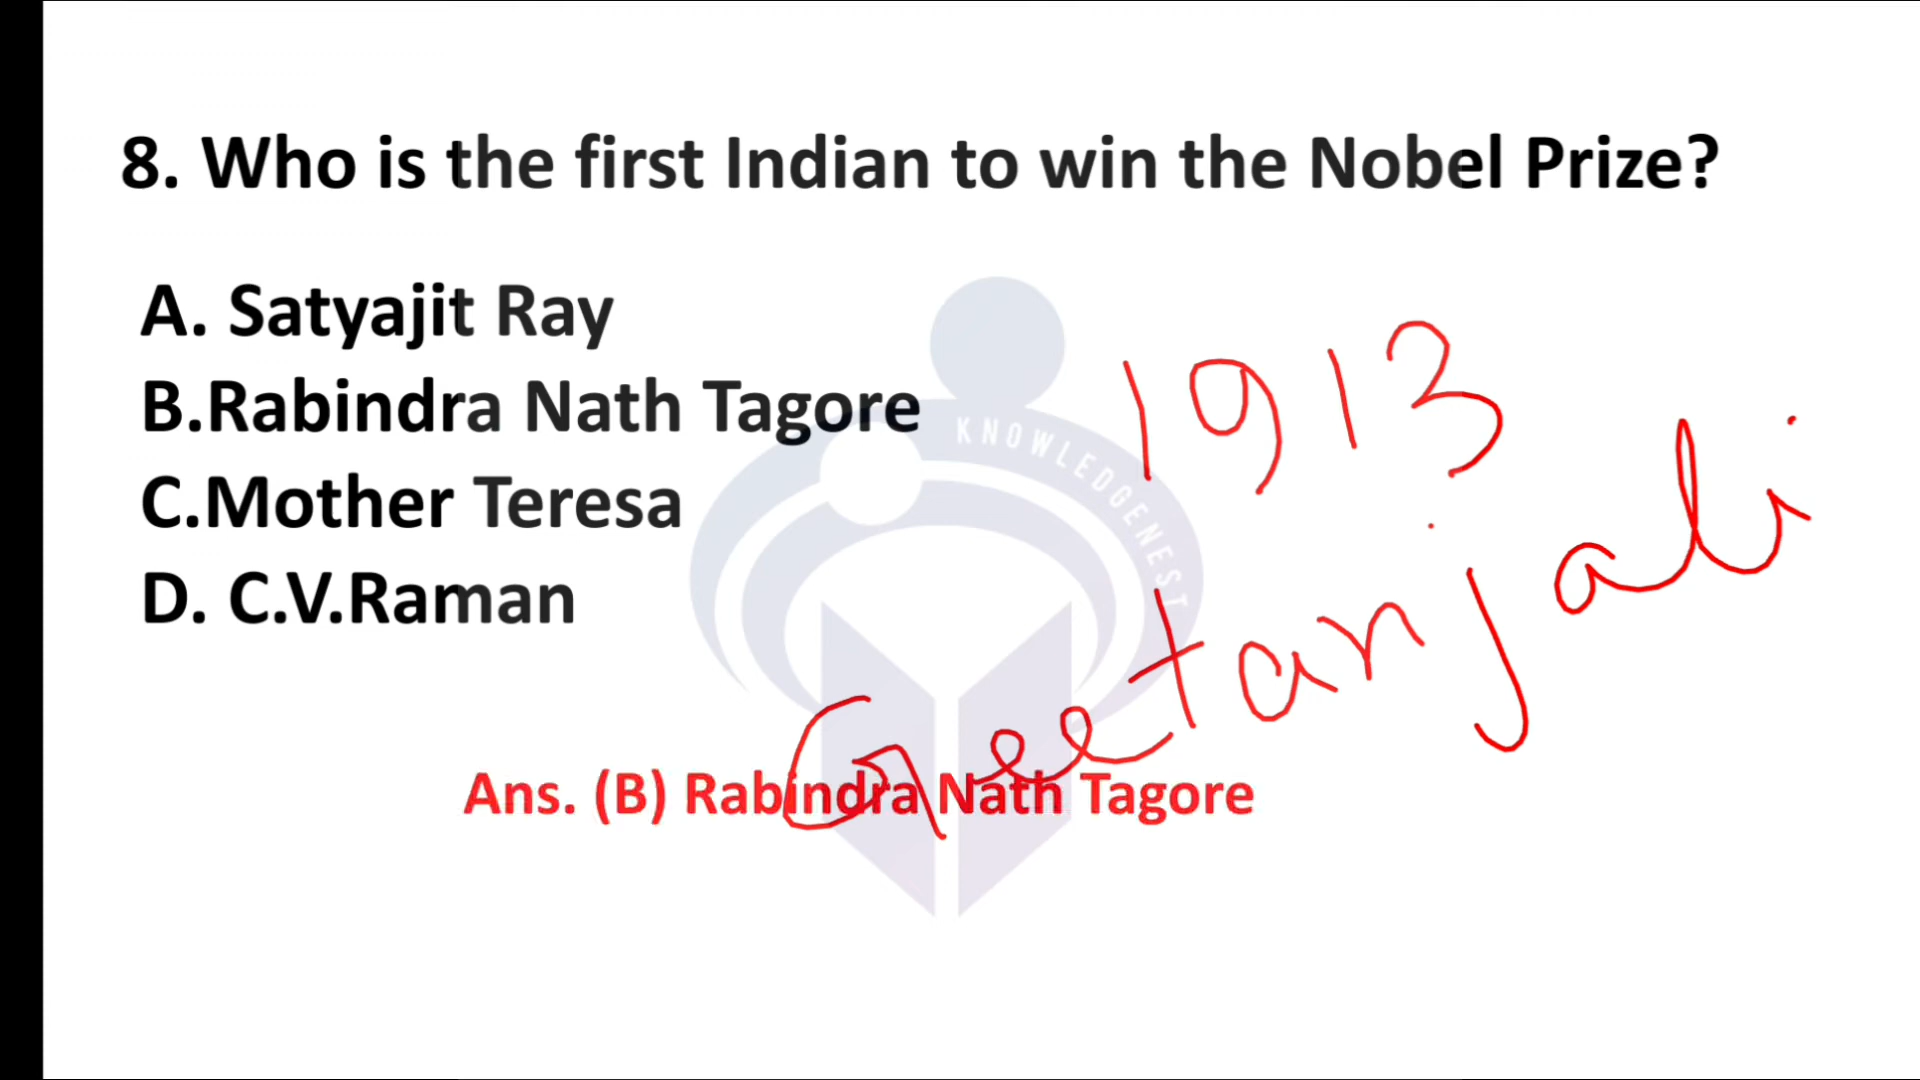 8. Who is the first Indian to win the Nobel Prize?
A. Satyajit Ray
B.Rabindra Nath Tagore
C.Mother Teresa
D. C.V.Raman
KNOWLEDGENEST
1913
Geetanjali
Ans. (B) Rabindra Nath Tagore